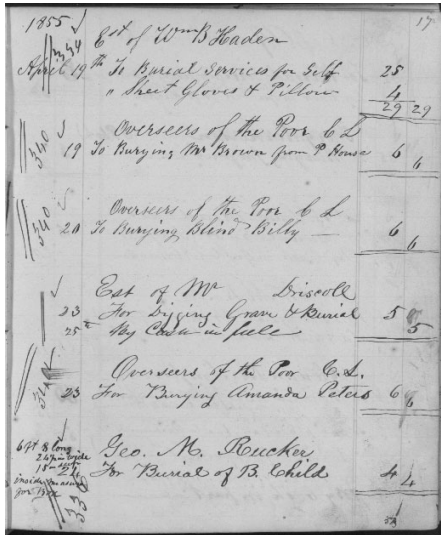 1855 17
Est of Wm B Haden
April 19th To Burial Services for Self 25
" Sheet Gloves & Pillow 4
29 29
340
Overseers of the Poor C L
19 To Burying Mr Brown from P House 6 6
340
Overseers of the Poor C L
20 To Burying Blind Billy 6 6
Est of Mr Driscoll
23 For Digging Grave & Burial 5
25 By Cash in full 5
Overseers of the Poor C. L.
23 For Burying Amanda Peters 6 6
6 ft 8 long
Geo. M. Rucker
For Burial of B. Child 4 4